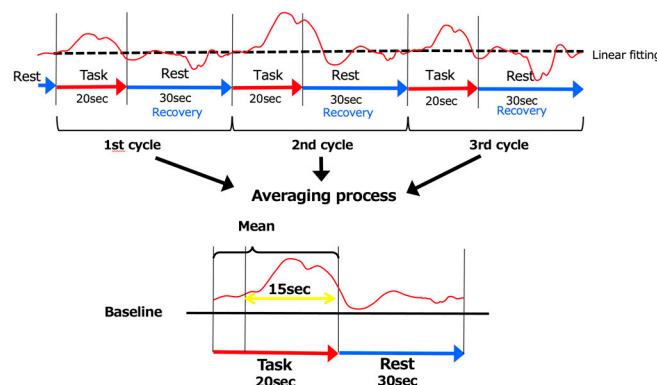 Linear fitting
Rest Task Rest Task Rest Task Rest
20sec 30sec 20sec 30sec 20sec 30sec
Recovery Recovery Recovery
1st cycle 2nd cycle 3rd cycle
Averaging process
Mean
15sec
Baseline
Task Rest
20sec 30sec